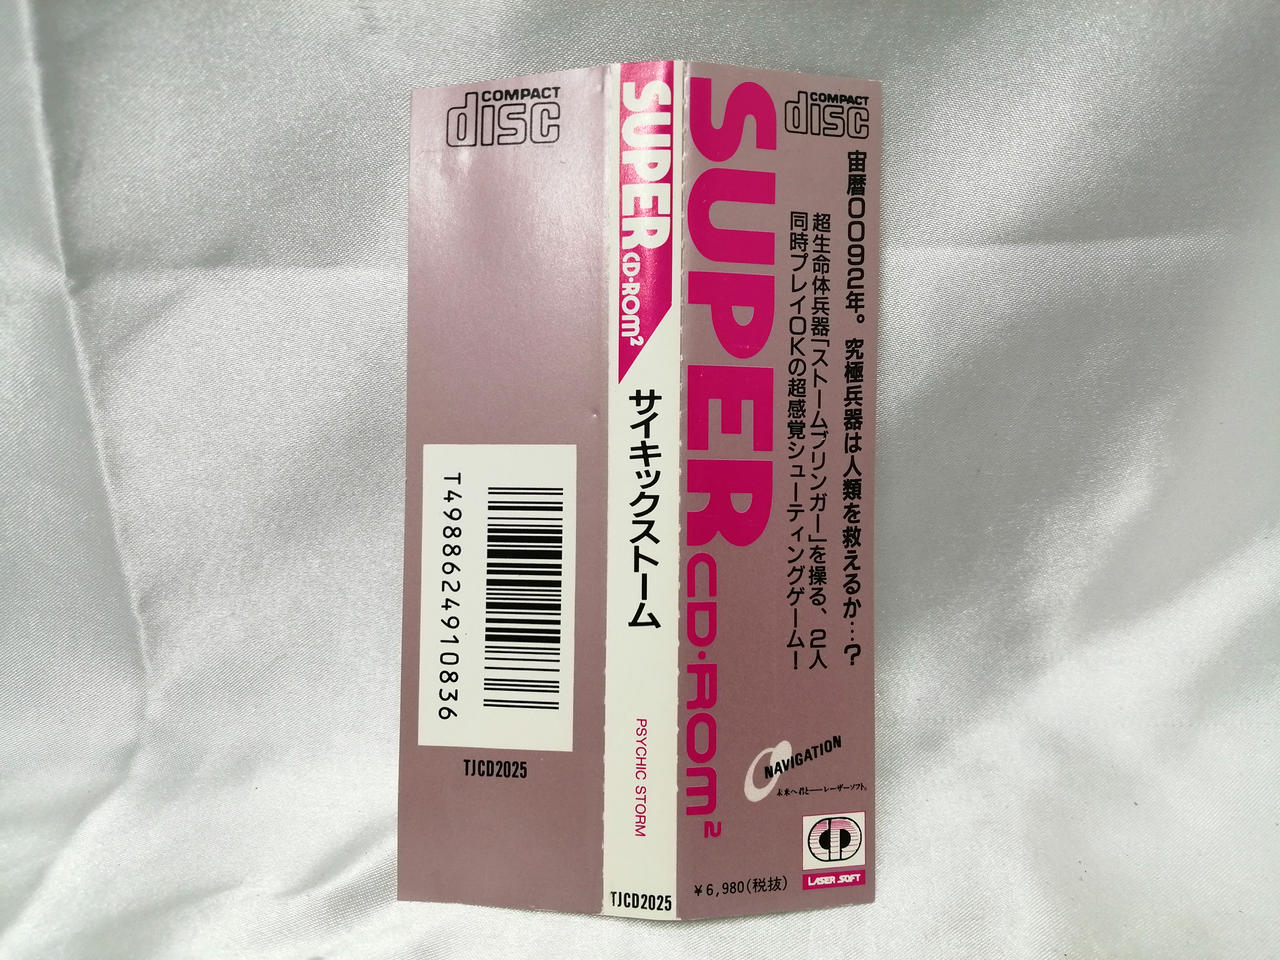 COMPACT
disc
T4988624910836
TJCD2025
SUPER
CD・ROM²
サイキックストーム
PSYCHIC STORM
TJCD2025
SUPER
CD・ROM²
COMPACT
disc
宙暦0092年。究極兵器は人類を救えるか…?
超生命体兵器「ストームブリンガー」を操る、2人
同時プレイOKの超感覚シューティングゲーム!
NAVIGATION
未来へ君と──レーザーソフト。
LASER SOFT
¥6,980(税抜)